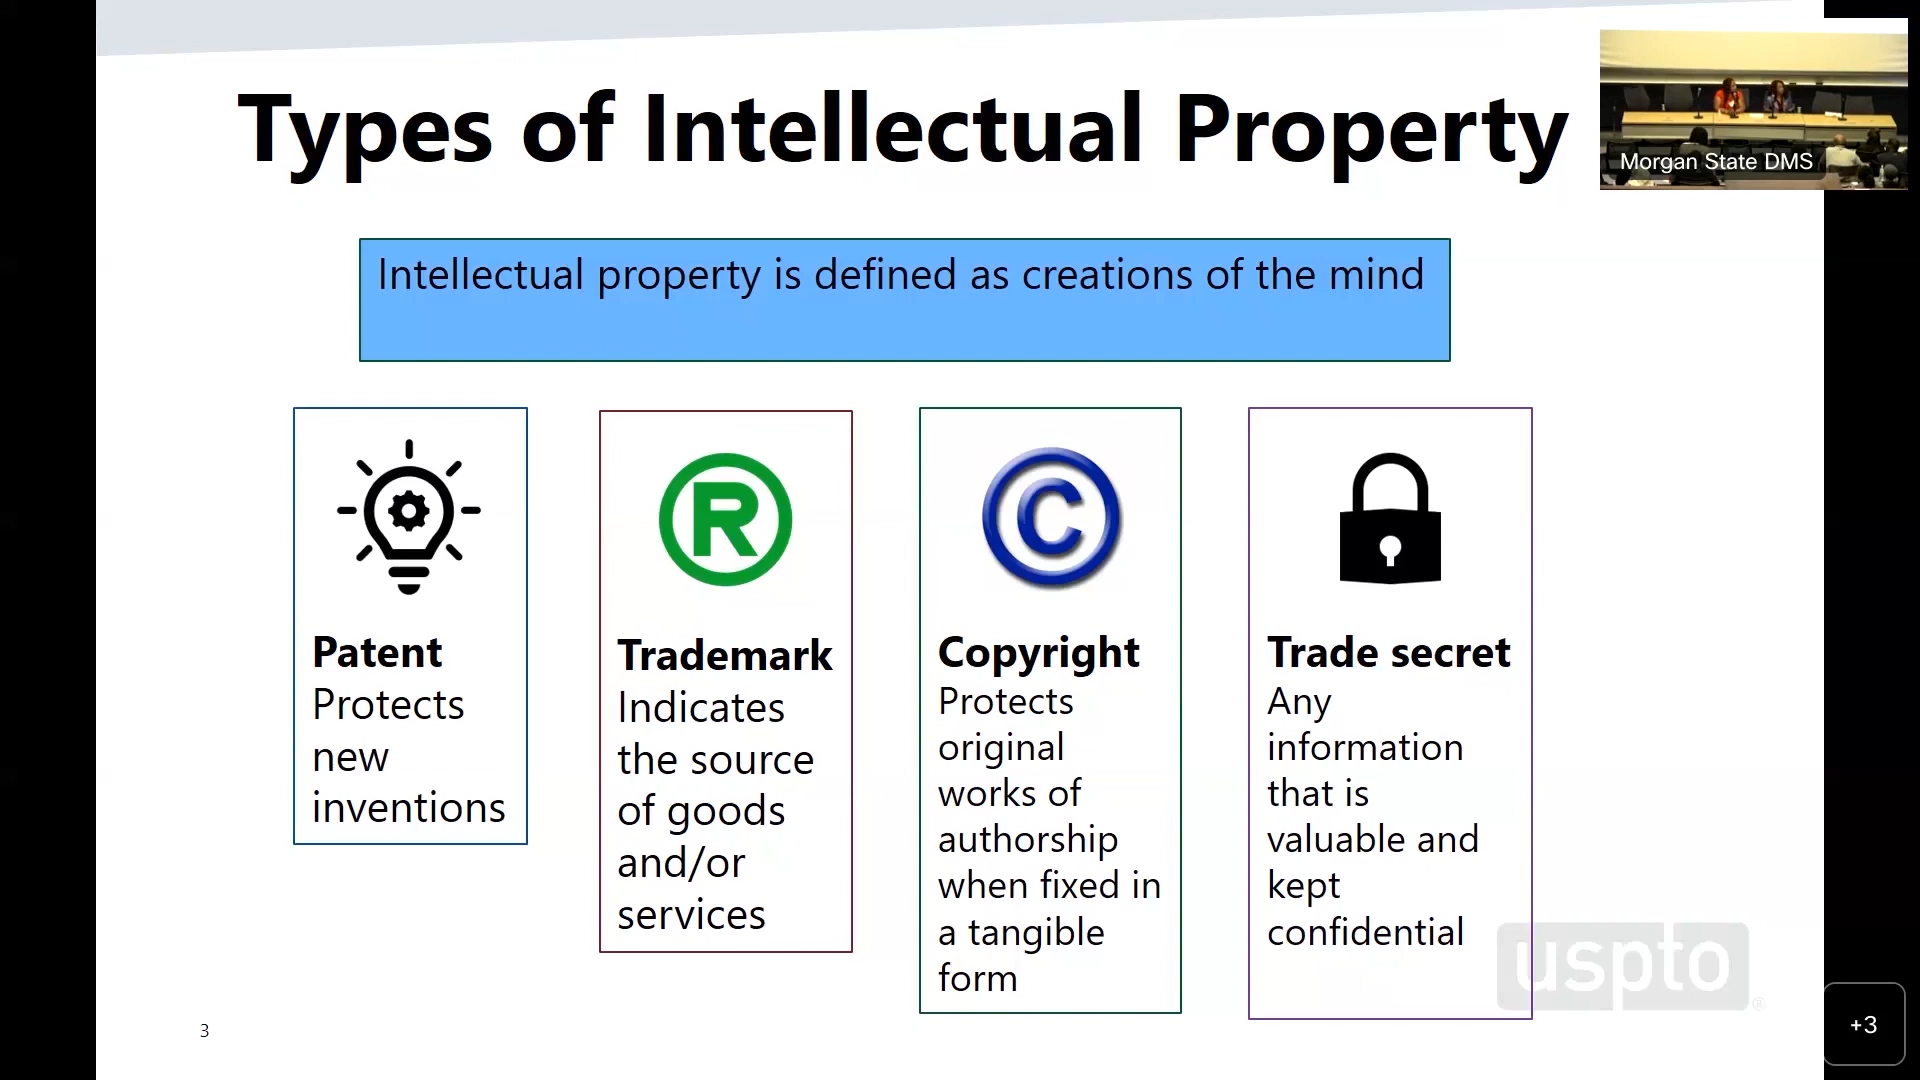 Types of Intellectual Property
Morgan State DMS
Intellectual property is defined as creations of the mind
R
C
Patent
Protects
new
inventions
Trademark
Indicates
the source
of goods
and/or
services
Copyright
Protects
original
works of
authorship
when fixed in
a tangible
form
Trade secret
Any
information
that is
valuable and
kept
confidential
uspto®
3
+3